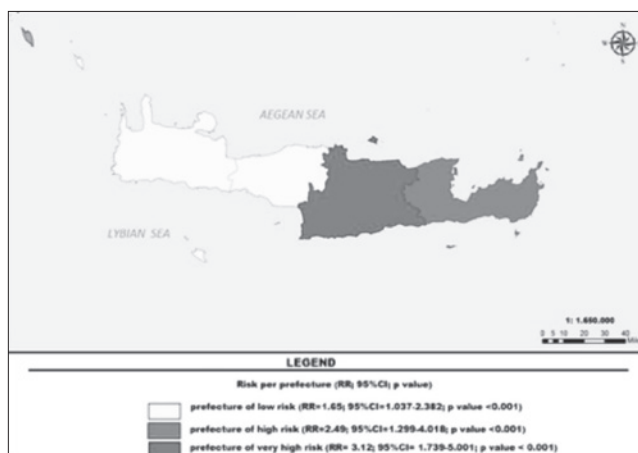 AEGEAN SEA
LYBIAN SEA
1: 1.650.000
0 5 10 20 30 40
LEGEND
Risk per prefecture (RR; 95%CI; p value)
prefecture of low risk (RR=1.65; 95%CI=1.037-2.382; p value <0.001)
prefecture of high risk (RR=2.49; 95%CI=1.299-4.018; p value <0.001)
prefecture of very high risk (RR= 3.12; 95%CI= 1.739-5.001; p value < 0.001)